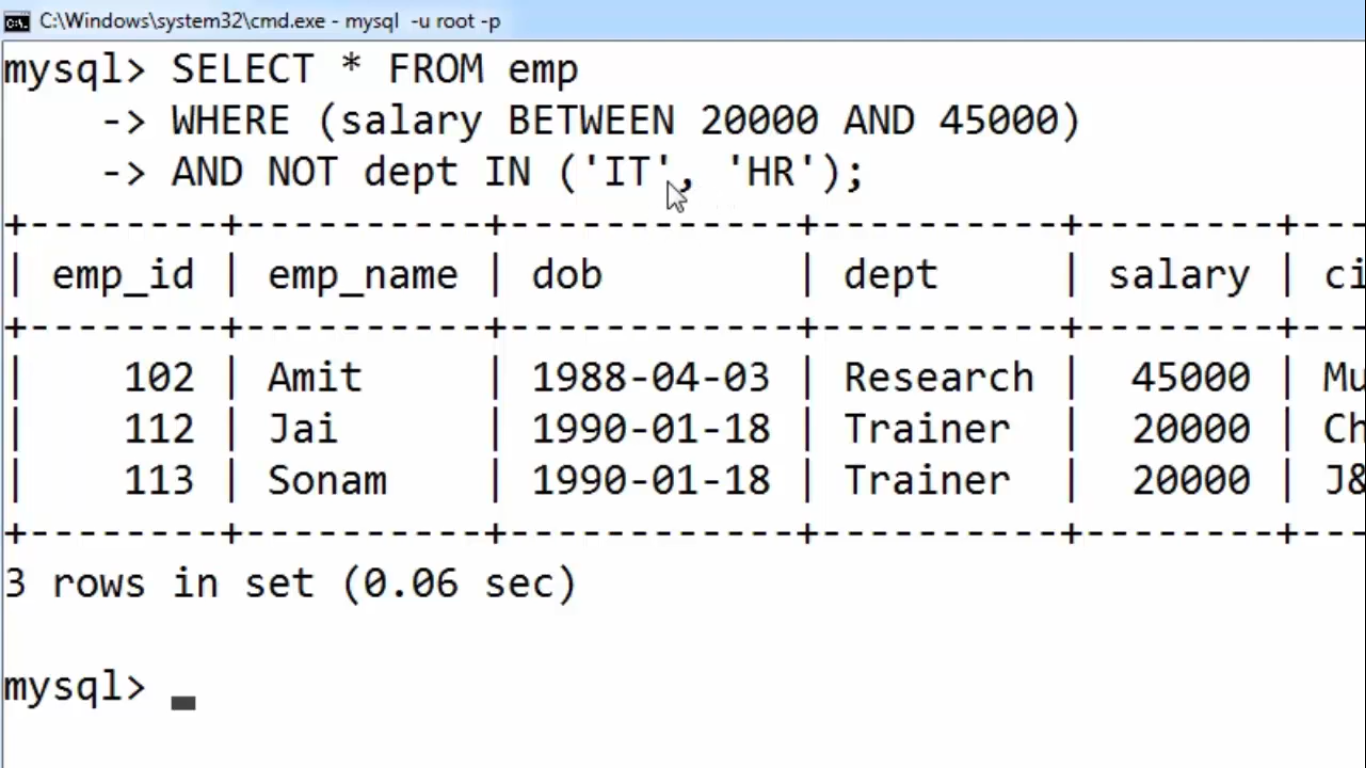 C:\Windows\system32\cmd.exe - mysql  -u root -p
mysql> SELECT * FROM emp
    -> WHERE (salary BETWEEN 20000 AND 45000)
    -> AND NOT dept IN ('IT', 'HR');
+--------+----------+------------+----------+--------+---
| emp_id | emp_name | dob        | dept     | salary | ci
+--------+----------+------------+----------+--------+---
|    102 | Amit     | 1988-04-03 | Research |  45000 | Mu
|    112 | Jai      | 1990-01-18 | Trainer  |  20000 | Ch
|    113 | Sonam    | 1990-01-18 | Trainer  |  20000 | J&
+--------+----------+------------+----------+--------+---
3 rows in set (0.06 sec)
mysql>